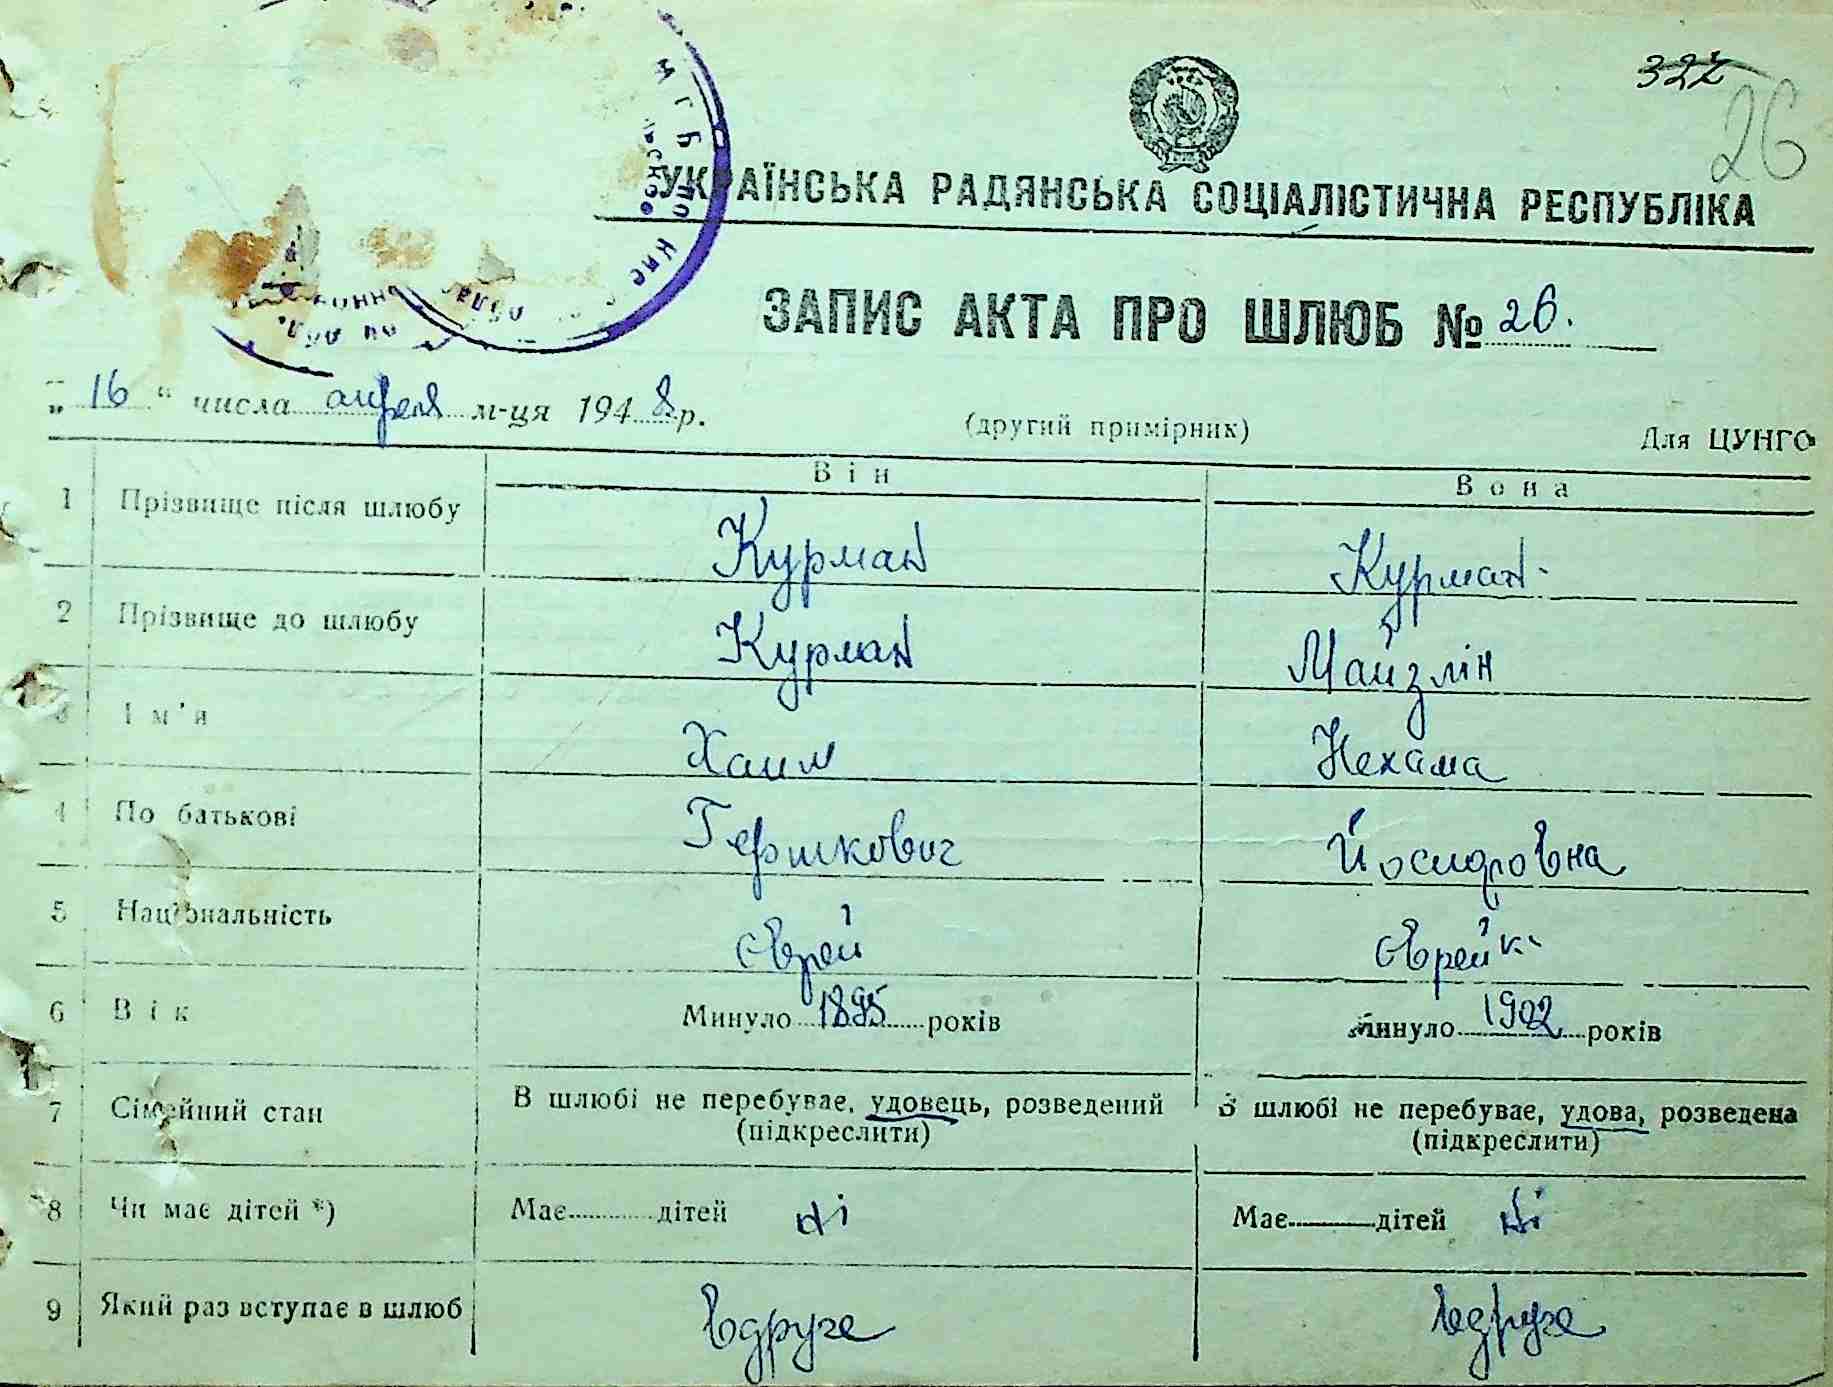 322
26
УКРАЇНСЬКА РАДЯНСЬКА СОЦІАЛІСТИЧНА РЕСПУБЛІКА
ЗАПИС АКТА ПРО ШЛЮБ № 26.
„ 16 “ числа апреля м-ця 1948 р.
(другий примірник)
Для ЦУНГО
Він Вона
1 Прізвище після шлюбу Курман Курман
2 Прізвище до шлюбу Курман Майзлін
3 Ім'я Хаим Нехама
4 По батькові Гершкович Йосифовна
5 Національність єврей єврейк
6 Вік Минуло 1895 років Минуло 1902 років
7 Сімейний стан В шлюбі не перебуває, удовець, розведений В шлюбі не перебуває, удова, розведена
(підкреслити) (підкреслити)
8 Чи має дітей *) Має дітей ні Має дітей ні
9 Який раз вступає в шлюб вдруге вдруге